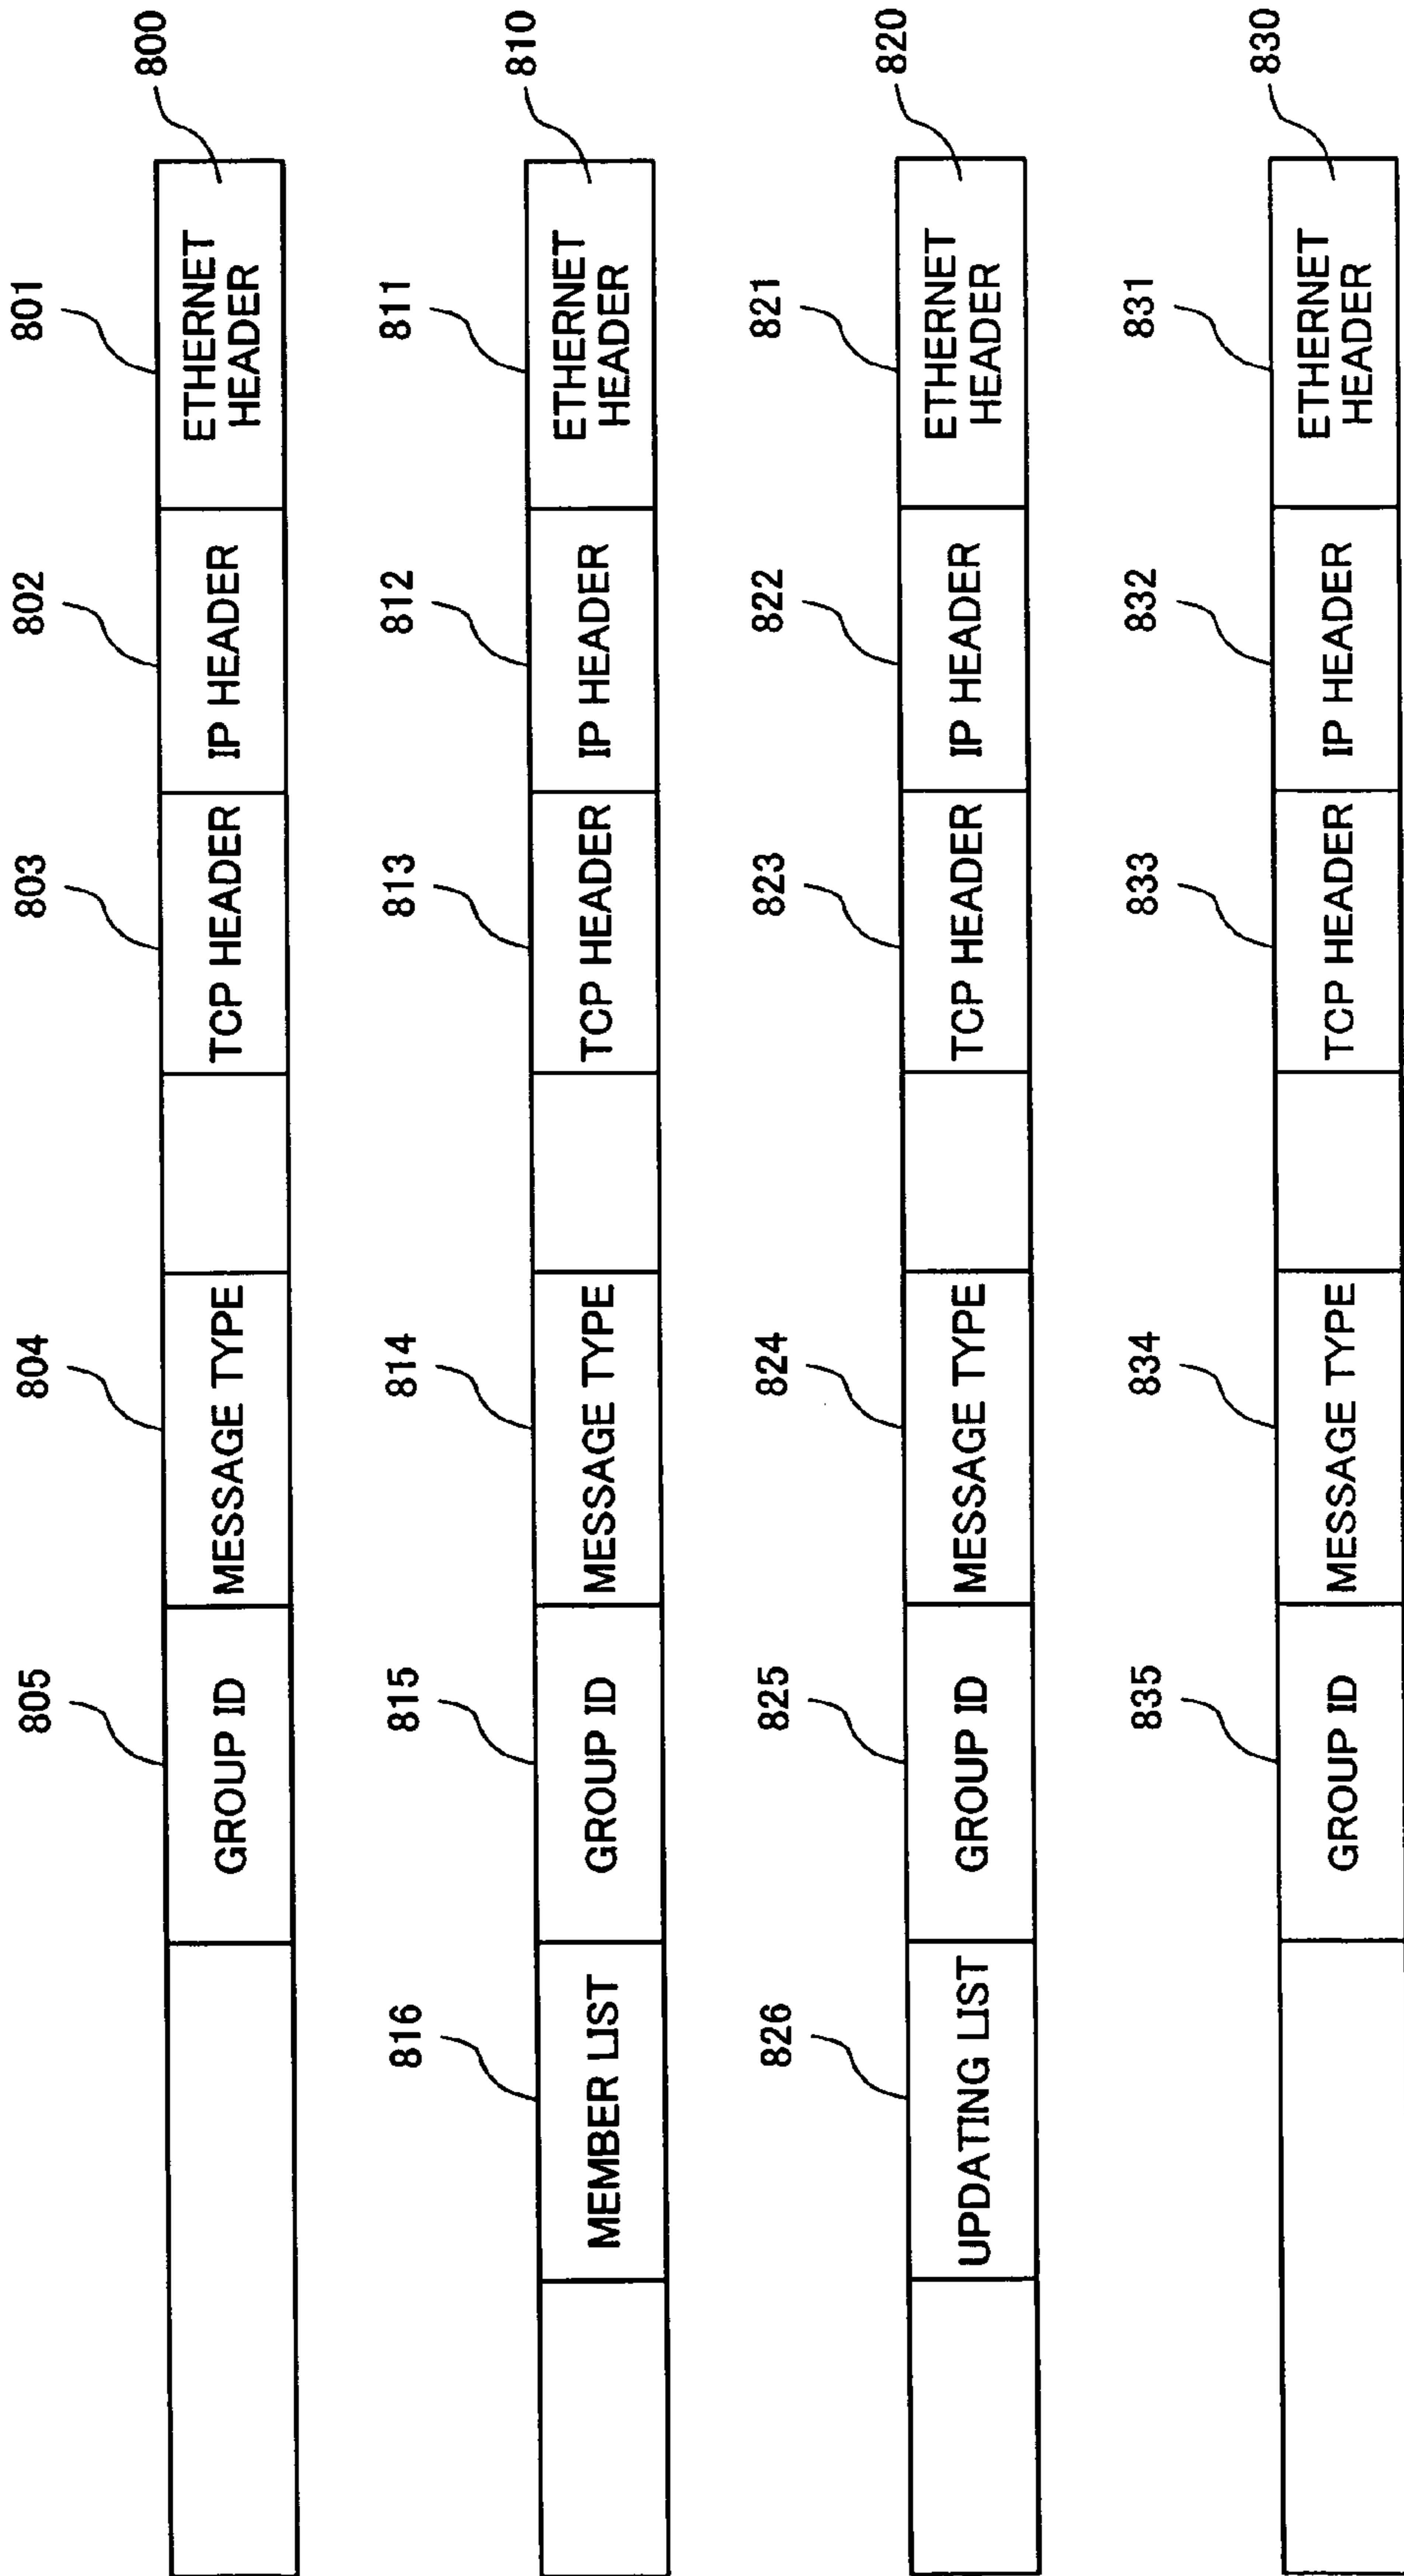 805
804
803
802
801
800
GROUP ID
MESSAGE TYPE
TCP HEADER
IP HEADER
ETHERNET
HEADER
816
815
814
813
812
811
810
MEMBER LIST
GROUP ID
MESSAGE TYPE
TCP HEADER
IP HEADER
ETHERNET
HEADER
826
825
824
823
822
821
820
UPDATING LIST
GROUP ID
MESSAGE TYPE
TCP HEADER
IP HEADER
ETHERNET
HEADER
835
834
833
832
831
830
GROUP ID
MESSAGE TYPE
TCP HEADER
IP HEADER
ETHERNET
HEADER